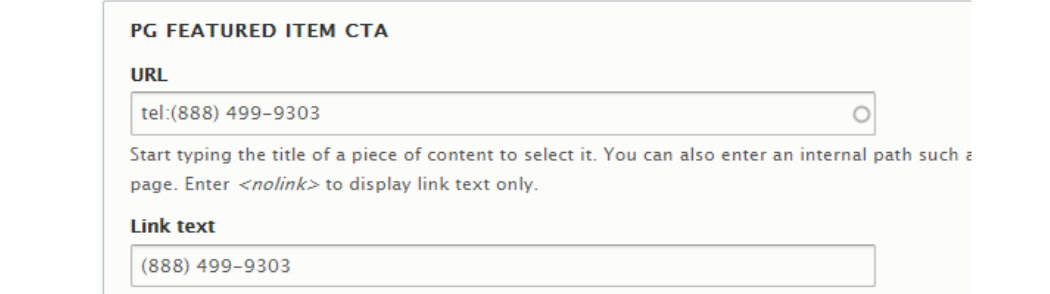 PG FEATURED ITEM CTA
URL
tel:(888) 499-9303
Start typing the title of a piece of content to select it. You can also enter an internal path such a
page. Enter <nolink> to display link text only.
Link text
(888) 499-9303